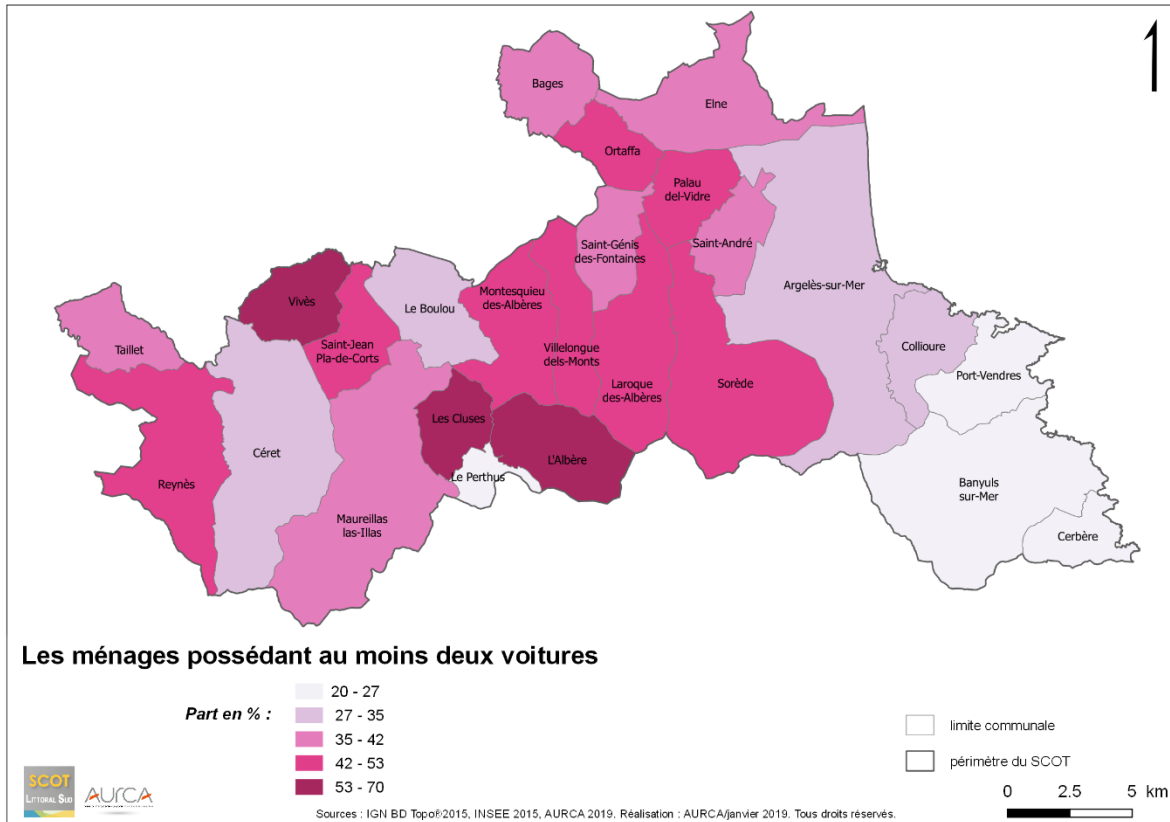 Bages
Elne
Ortaffa
Palau
del-Vidre
Saint-André
Saint-Génis
des-Fontaines
Argelès-sur-Mer
Vivès
Le Boulou
Montesquieu
des-Albères
Collioure
Taillet
Saint-Jean
Pla-de-Corts
Villelongue
dels-Monts
Port-Vendres
Laroque
des-Albères
Sorède
Les Cluses
Céret
L'Albère
Reynès
Le Perthus
Banyuls
sur-Mer
Maureillas
las-Illas
Cerbère
Les ménages possédant au moins deux voitures
Part en % :
20 - 27
27 - 35
35 - 42
42 - 53
53 - 70
limite communale
périmètre du SCOT
SCOT
LITTORAL SUD
AURCA
0 2.5 5 km
Sources : IGN BD Topo®2015, INSEE 2015, AURCA 2019. Réalisation : AURCA/janvier 2019. Tous droits réservés.